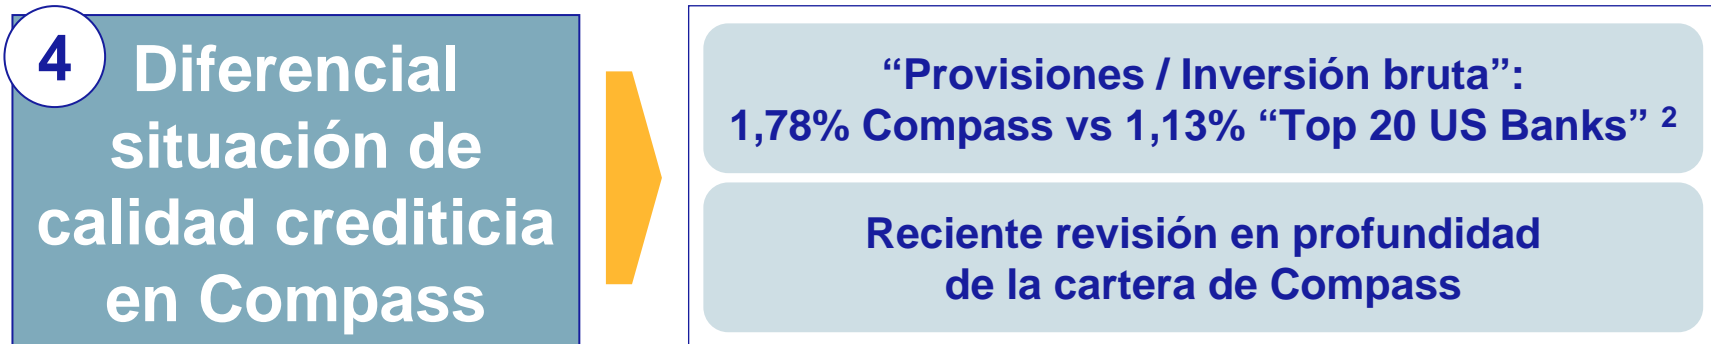 4
Diferencial
situación de
calidad crediticia
en Compass
“Provisiones / Inversión bruta”:
1,78% Compass vs 1,13% “Top 20 US Banks” 2
Reciente revisión en profundidad
de la cartera de Compass